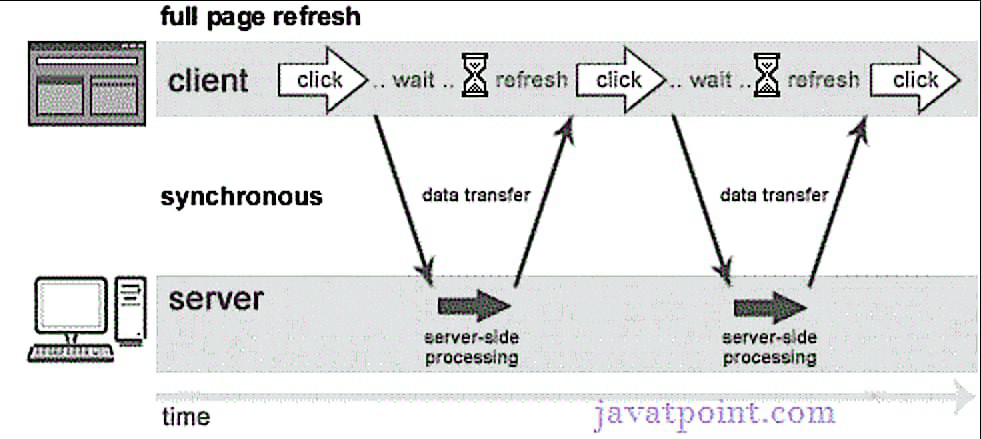 full page refresh
client click .. wait .. refresh click .. wait .. refresh click
synchronous data transfer data transfer
server
server-side processing
server-side processing
time
javatpoint.com